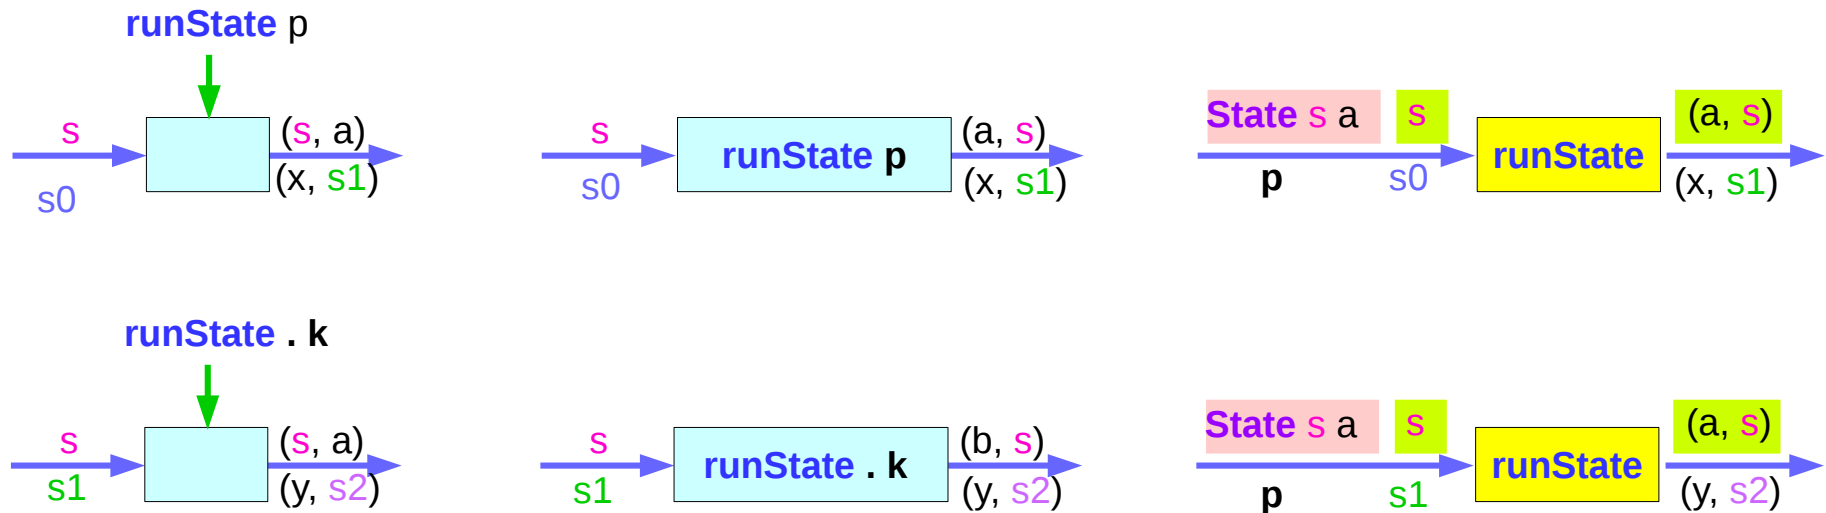 runState p
s
(s, a)
s0
(x, s1)
s
runState p
(a, s)
s0
(x, s1)
State s a
s
runState
(a, s)
p
s0
(x, s1)
runState . k
s
(s, a)
s1
(y, s2)
s
runState . k
(b, s)
s1
(y, s2)
State s a
s
runState
(a, s)
p
s1
(y, s2)